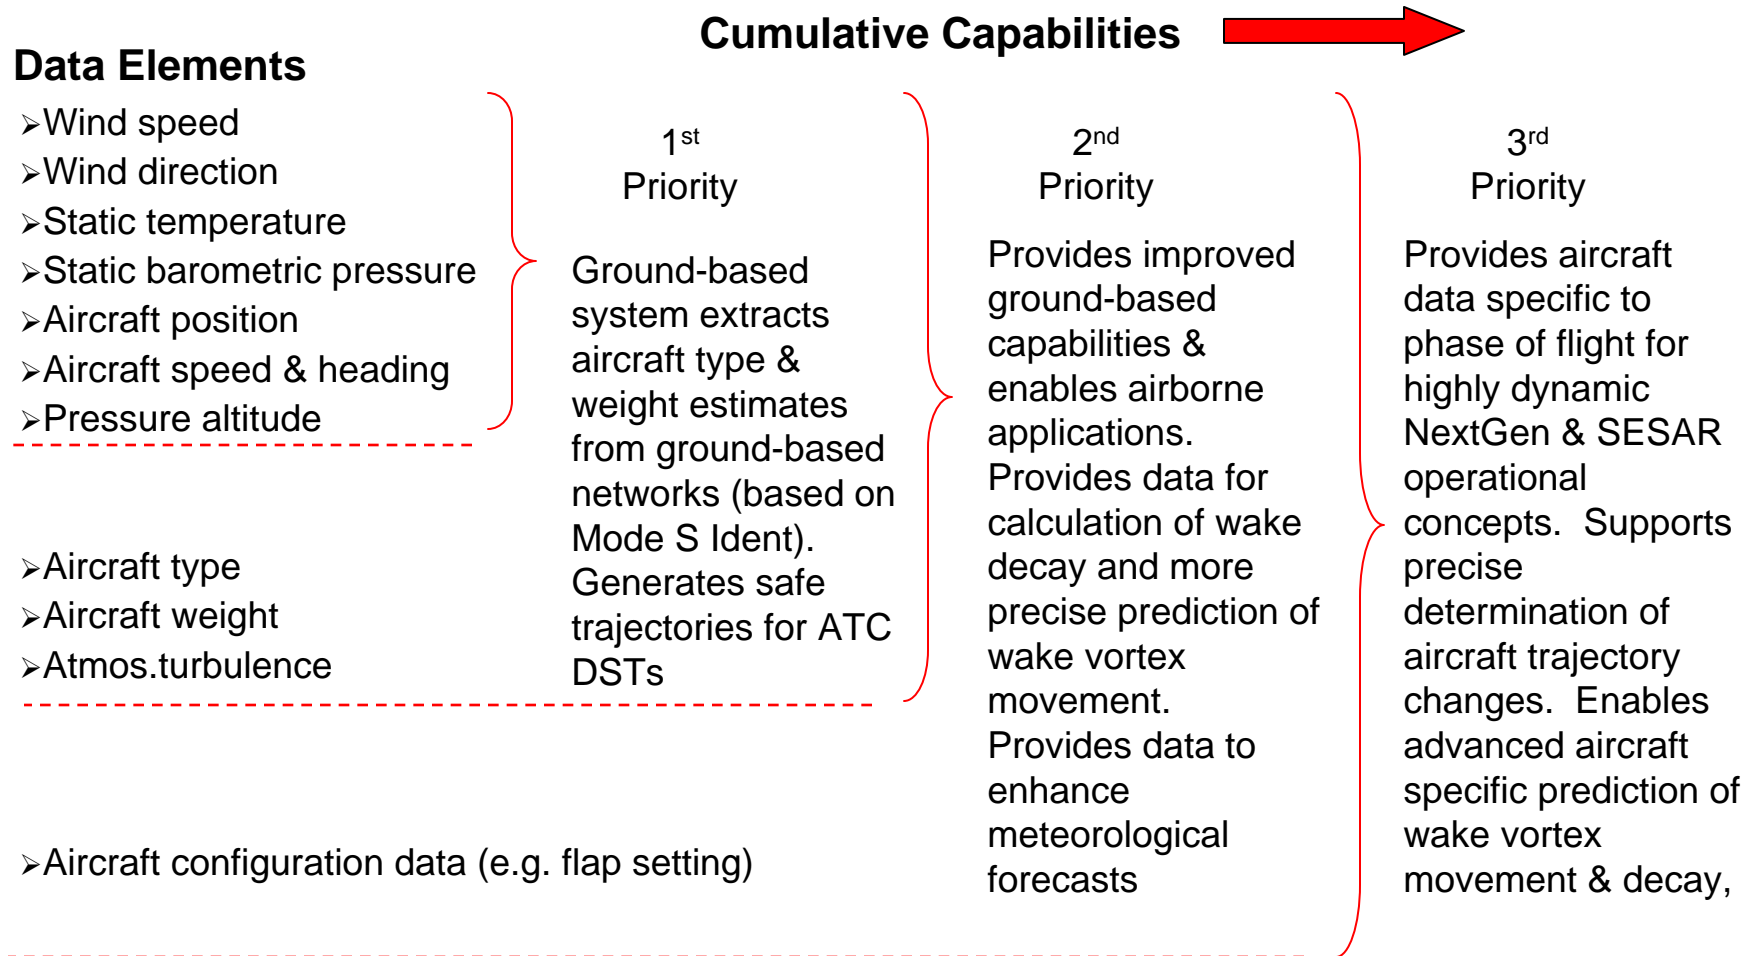 Cumulative Capabilities
Data Elements
➢Wind speed
➢Wind direction
➢Static temperature
➢Static barometric pressure
➢Aircraft position
➢Aircraft speed & heading
➢Pressure altitude
➢Aircraft type
➢Aircraft weight
➢Atmos.turbulence
➢Aircraft configuration data (e.g. flap setting)
1st
Priority
Ground-based
system extracts
aircraft type &
weight estimates
from ground-based
networks (based on
Mode S Ident).
Generates safe
trajectories for ATC
DSTs
2nd
Priority
Provides improved
ground-based
capabilities &
enables airborne
applications.
Provides data for
calculation of wake
decay and more
precise prediction of
wake vortex
movement.
Provides data to
enhance
meteorological
forecasts
3rd
Priority
Provides aircraft
data specific to
phase of flight for
highly dynamic
NextGen & SESAR
operational
concepts.  Supports
precise
determination of
aircraft trajectory
changes.  Enables
advanced aircraft
specific prediction of
wake vortex
movement & decay,